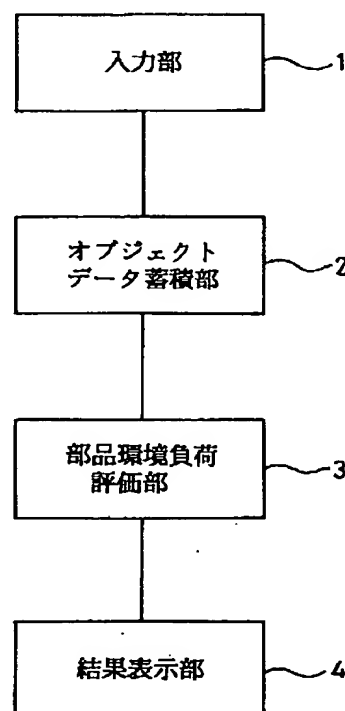 入力部
1
オブジェクト
データ蓄積部
2
部品環境負荷
評価部
3
結果表示部
4